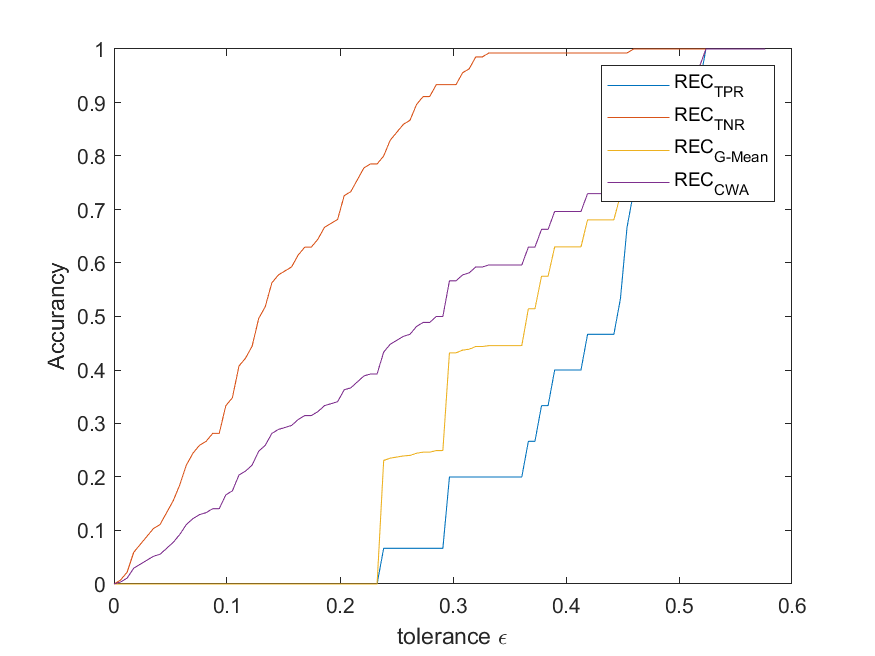 1
0.9
0.8
0.7
0.6
0.5
0.4
0.3
0.2
0.1
0
Accurancy
REC_TPR
REC_TNR
REC_G-Mean
REC_CWA
0 0.1 0.2 0.3 0.4 0.5 0.6
tolerance ϵ